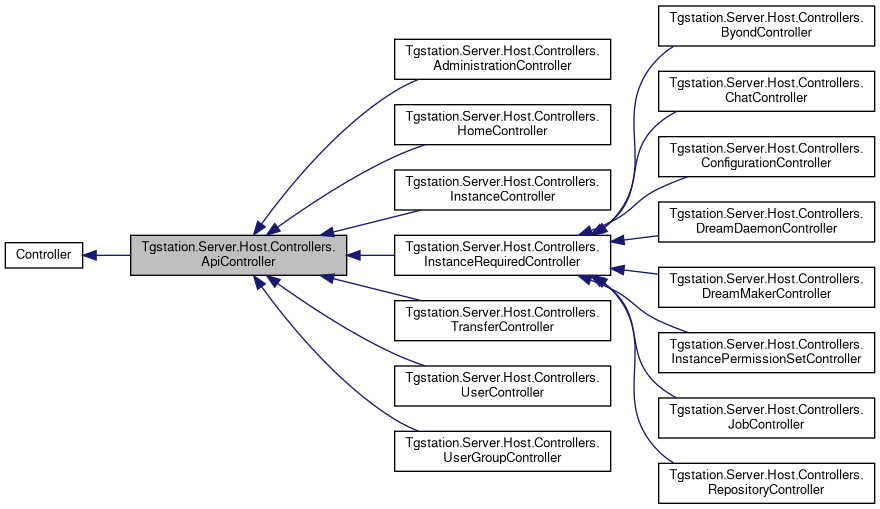 Controller
Tgstation.Server.Host.Controllers.
ApiController
Tgstation.Server.Host.Controllers.
AdministrationController
Tgstation.Server.Host.Controllers.
HomeController
Tgstation.Server.Host.Controllers.
InstanceController
Tgstation.Server.Host.Controllers.
InstanceRequiredController
Tgstation.Server.Host.Controllers.
TransferController
Tgstation.Server.Host.Controllers.
UserController
Tgstation.Server.Host.Controllers.
UserGroupController
Tgstation.Server.Host.Controllers.
ByondController
Tgstation.Server.Host.Controllers.
ChatController
Tgstation.Server.Host.Controllers.
ConfigurationController
Tgstation.Server.Host.Controllers.
DreamDaemonController
Tgstation.Server.Host.Controllers.
DreamMakerController
Tgstation.Server.Host.Controllers.
InstancePermissionSetController
Tgstation.Server.Host.Controllers.
JobController
Tgstation.Server.Host.Controllers.
RepositoryController